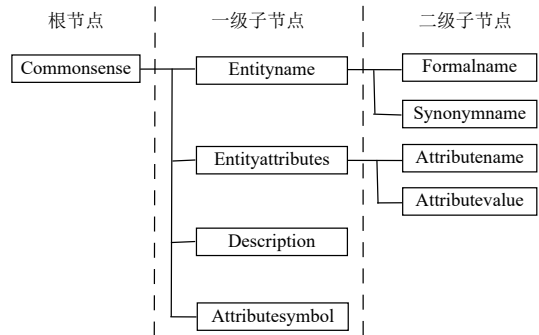 根节点 一级子节点 二级子节点
Commonsense Entityname Formalname
Synonymname
Entityattributes Attributename
Attributevalue
Description
Attributesymbol